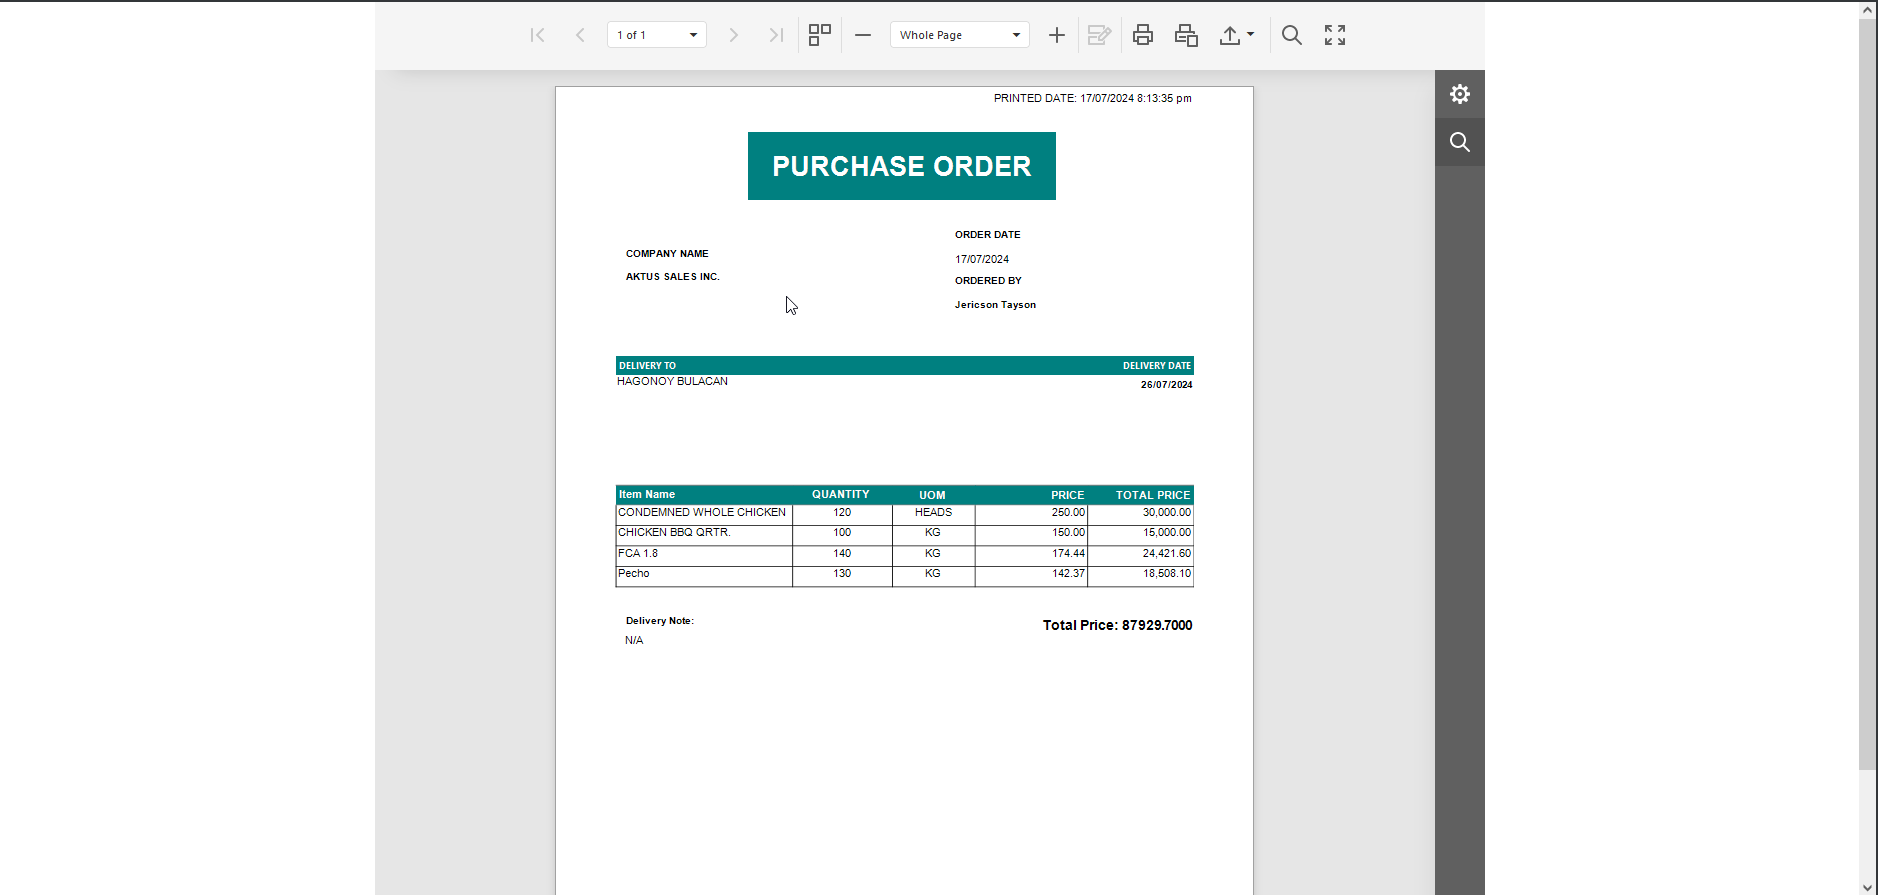 1 of 1
Whole Page
PRINTED DATE: 17/07/2024 8:13:35 pm
PURCHASE ORDER
ORDER DATE
COMPANY NAME
17/07/2024
AKTUS SALES INC.
ORDERED BY
Jericson Tayson
DELIVERY TO DELIVERY DATE
HAGONOY BULACAN 26/07/2024
Item Name QUANTITY UOM PRICE TOTAL PRICE
CONDEMNED WHOLE CHICKEN 120 HEADS 250.00 30,000.00
CHICKEN BBQ QRTR. 100 KG 150.00 15,000.00
FCA 1.8 140 KG 174.44 24,421.60
Pecho 130 KG 142.37 18,508.10
Delivery Note: Total Price: 87929.7000
N/A